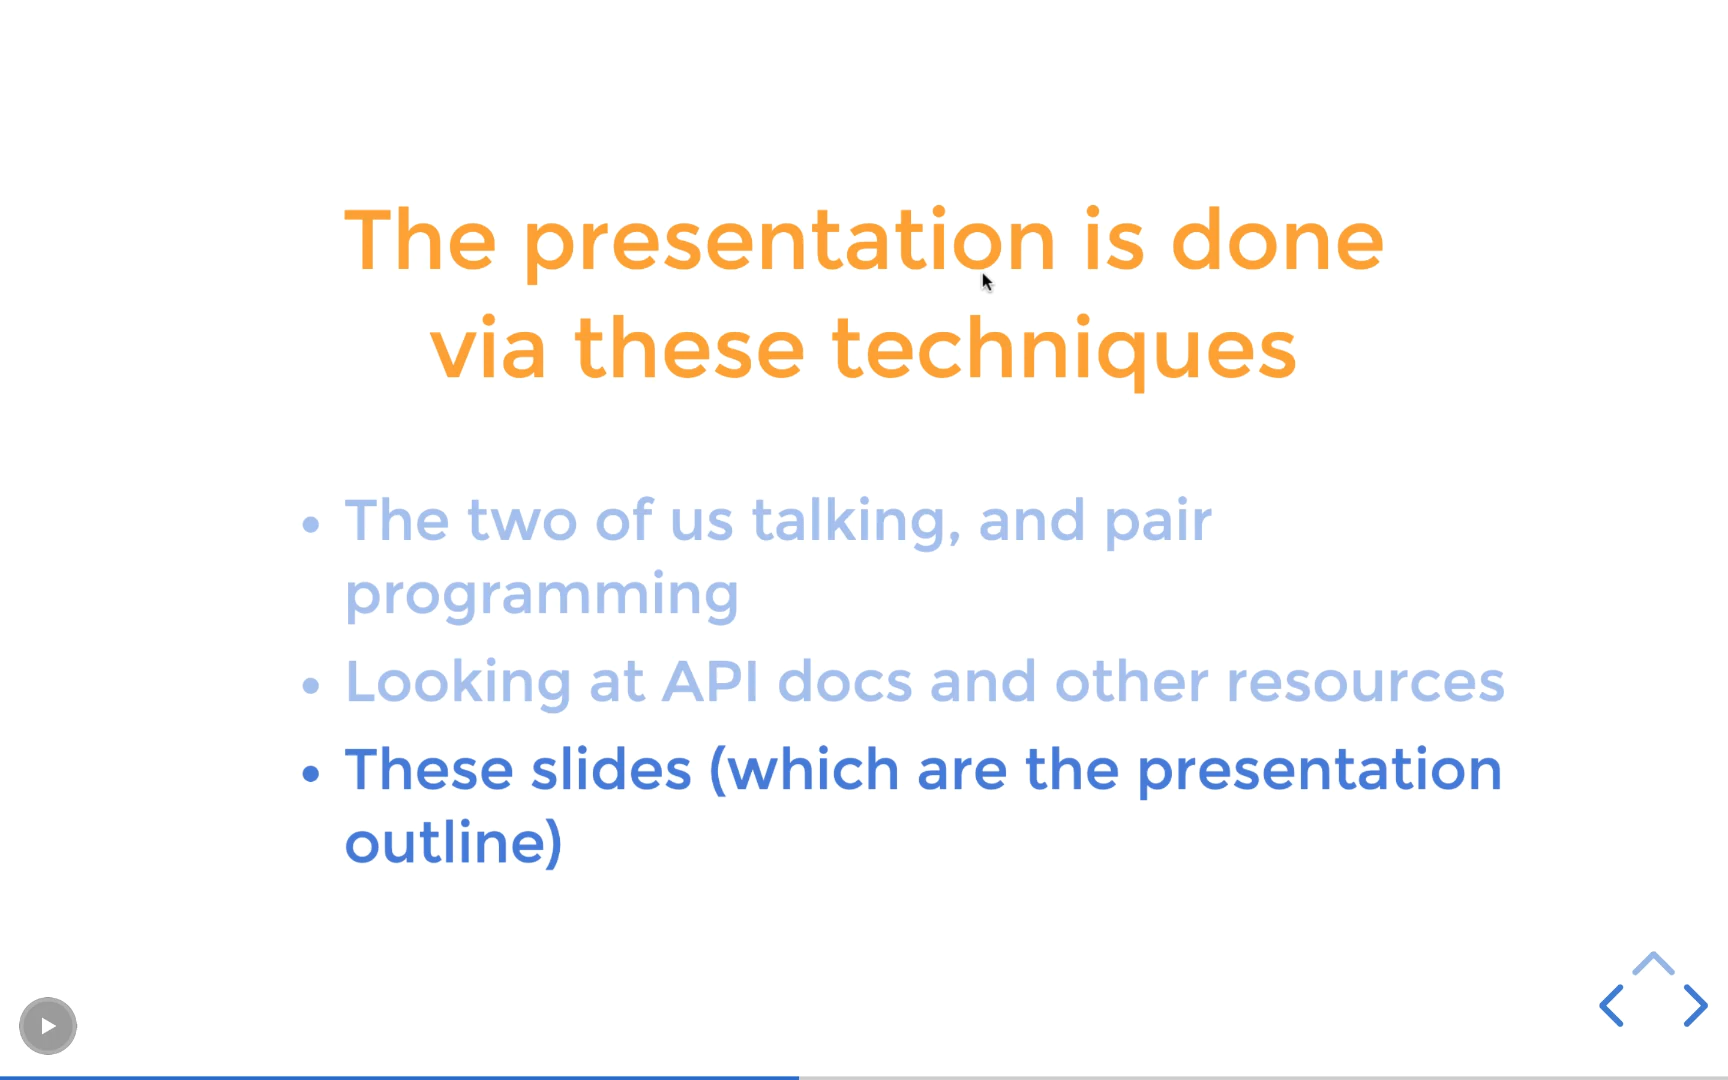 The presentation is done
via these techniques
• The two of us talking, and pair
programming
• Looking at API docs and other resources
• These slides (which are the presentation
outline)